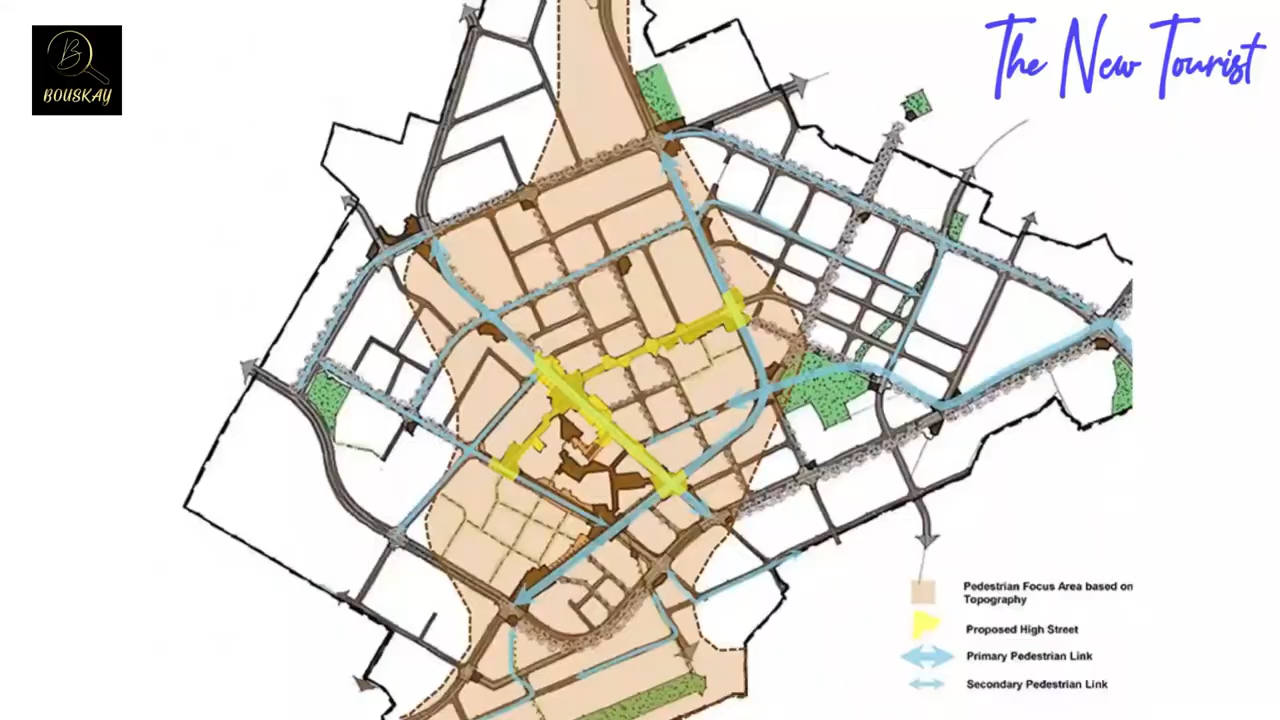 B
BOUSKAY
The New Tourist
Pedestrian Focus Area based on
Topography
Proposed High Street
Primary Pedestrian Link
Secondary Pedestrian Link